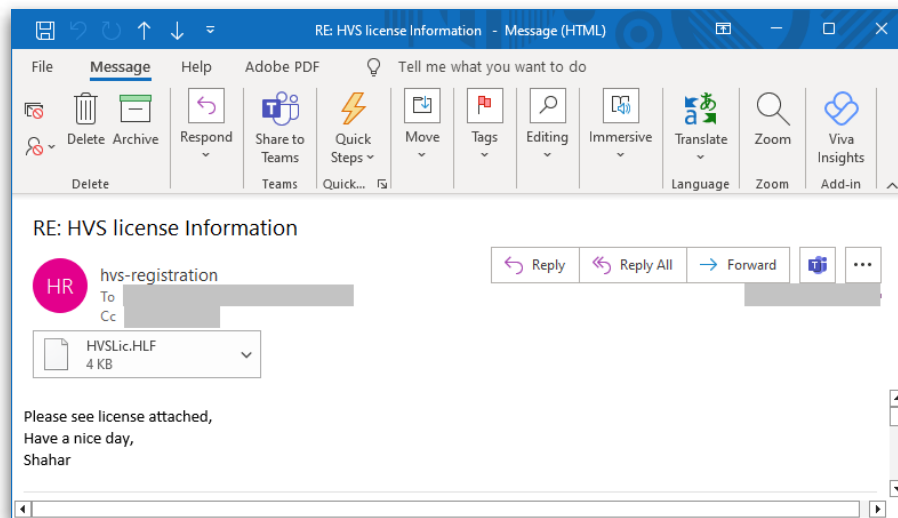 RE: HVS license Information - Message (HTML)
File Message Help Adobe PDF Tell me what you want to do
Delete Archive Respond Share to Teams Quick Steps Move Tags Editing Immersive Translate Zoom Viva Insights
Delete Teams Quick... Language Zoom Add-in
RE: HVS license Information
HR hvs-registration
Reply Reply All Forward
To
Cc
HVSLic.HLF
4 KB
Please see license attached,
Have a nice day,
Shahar